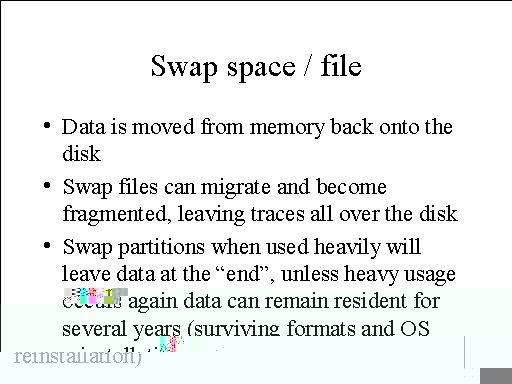 Swap space / file
• Data is moved from memory back onto the
disk
• Swap files can migrate and become
fragmented, leaving traces all over the disk
• Swap partitions when used heavily will
leave data at the “end”, unless heavy usage
again data can remain resident for
several years (surviving formats and OS
reinstallation)